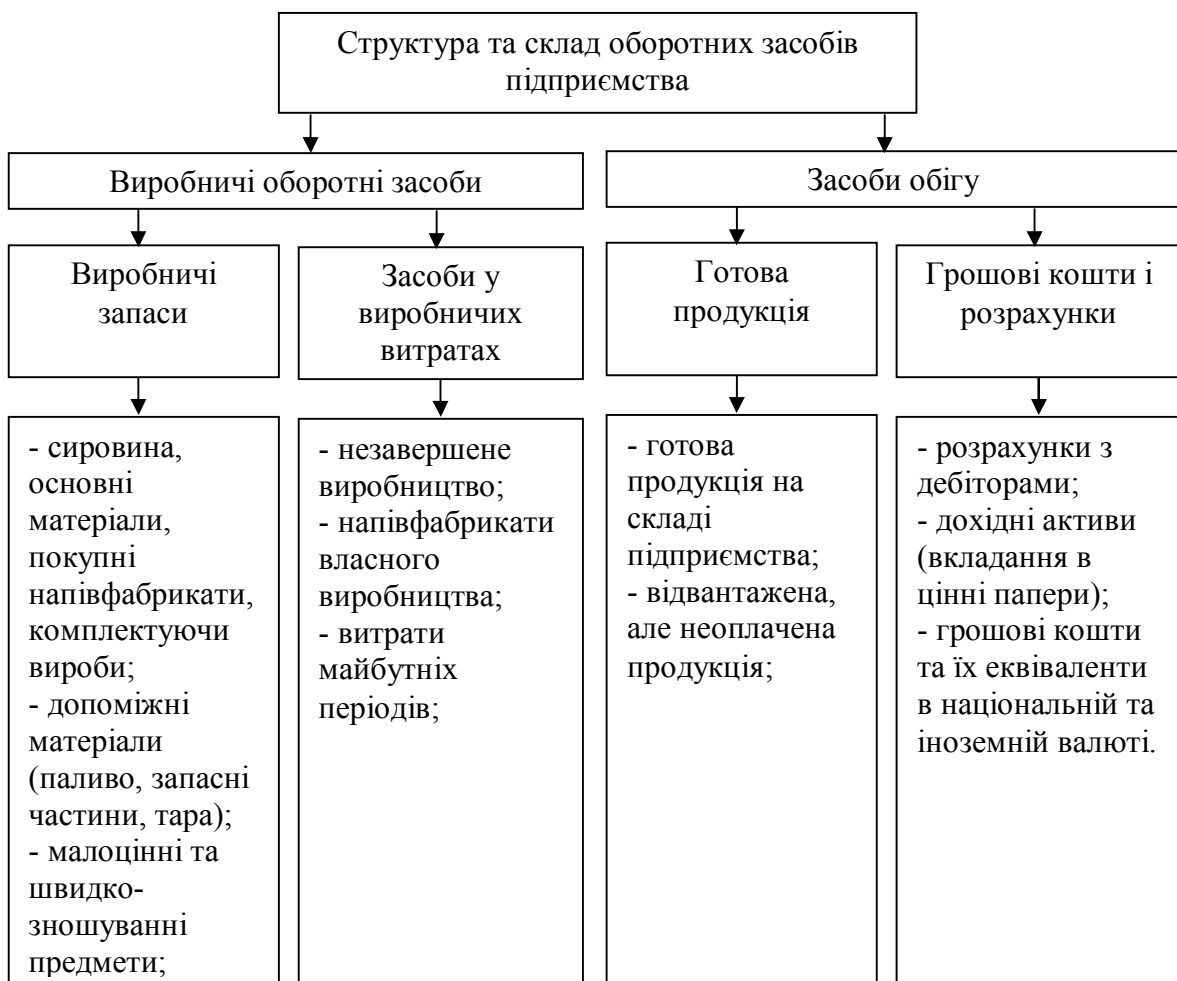 Структура та склад оборотних засобів
підприємства
Виробничі оборотні засоби
Засоби обігу
Виробничі
запаси
Засоби у
виробничих
витратах
Готова
продукція
Грошові кошти і
розрахунки
- сировина,
основні
матеріали,
покупні
напівфабрикати,
комплектуючи
вироби;
- допоміжні
матеріали
(паливо, запасні
частини, тара);
- малоцінні та
швидко-
зношуванні
предмети;
- незавершене
виробництво;
- напівфабрикати
власного
виробництва;
- витрати
майбутніх
періодів;
- готова
продукція на
складі
підприємства;
- відвантажена,
але неоплачена
продукція;
- розрахунки з
дебіторами;
- дохідні активи
(вкладання в
цінні папери);
- грошові кошти
та їх еквіваленти
в національній та
іноземній валюті.